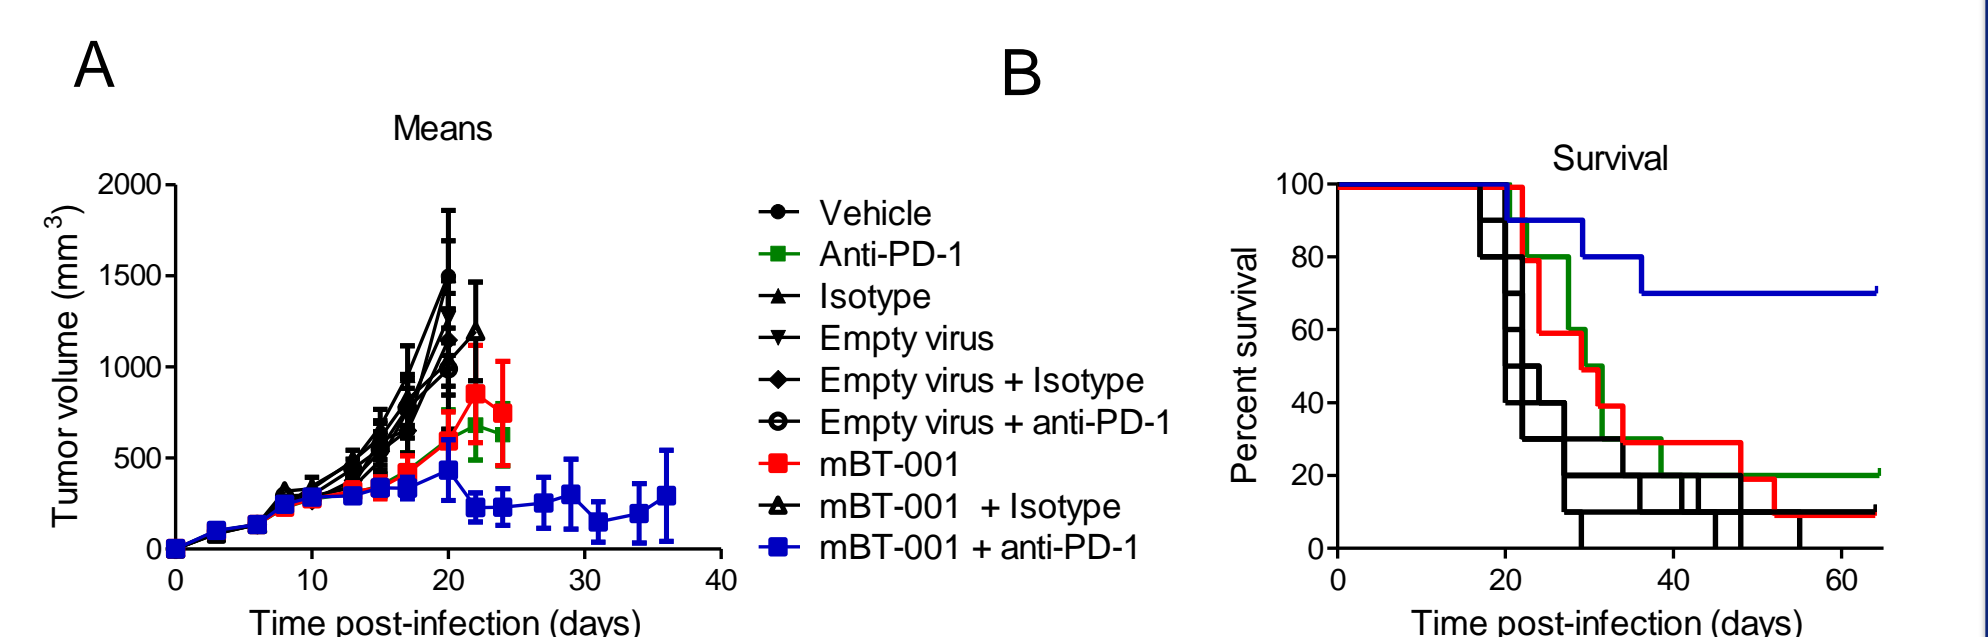 A
B
Means
Survival
2000
1500
1000
500
0
0 10 20 30 40
Tumor volume (mm3)
Time post-infection (days)
Vehicle
Anti-PD-1
Isotype
Empty virus
Empty virus + Isotype
Empty virus + anti-PD-1
mBT-001
mBT-001 + Isotype
mBT-001 + anti-PD-1
100
80
60
40
20
0
0 20 40 60
Percent survival
Time post-infection (days)